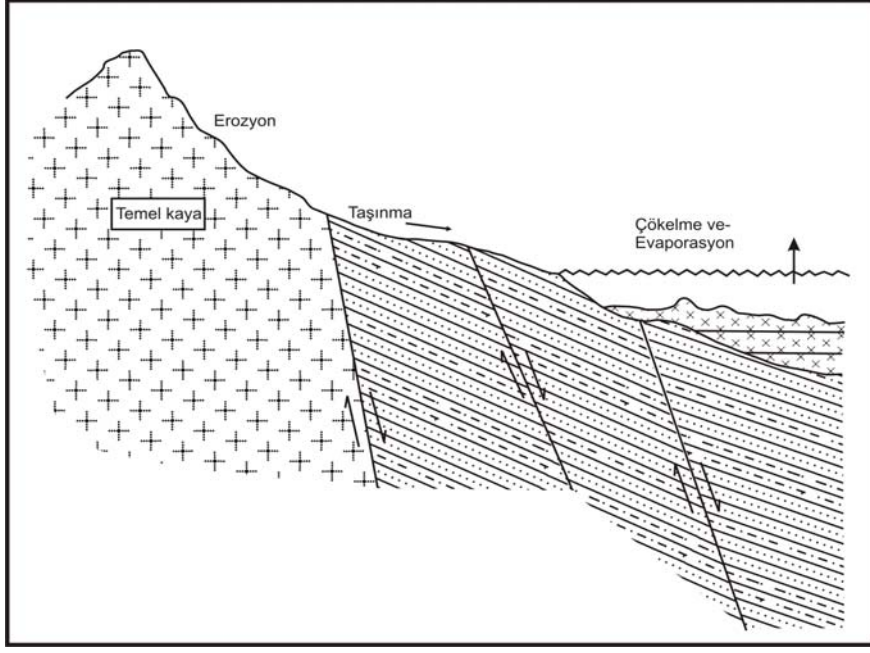 Erozyon
Temel kaya
Taşınma
Çökelme ve-
Evaporasyon